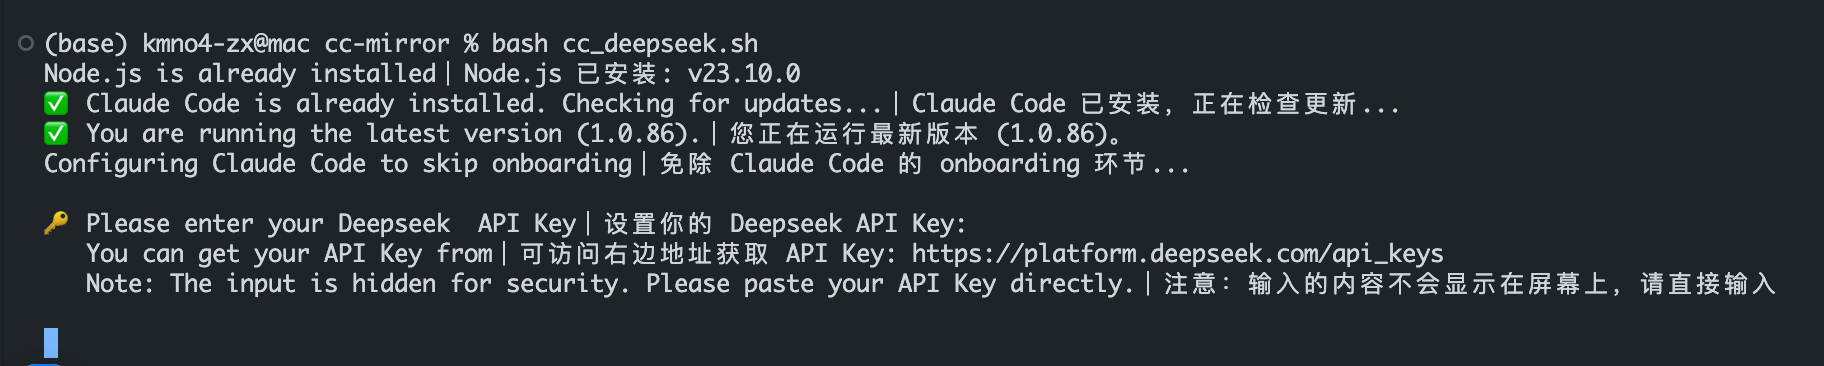 (base) kmno4-zx@mac cc-mirror % bash cc_deepseek.sh
Node.js is already installed | Node.js 已安装: v23.10.0
✅ Claude Code is already installed. Checking for updates... | Claude Code 已安装, 正在检查更新...
✅ You are running the latest version (1.0.86). | 您正在运行最新版本 (1.0.86)。
Configuring Claude Code to skip onboarding | 免除 Claude Code 的 onboarding 环节...
🔑 Please enter your Deepseek  API Key | 设置你的 Deepseek API Key:
You can get your API Key from | 可访问右边地址获取 API Key: https://platform.deepseek.com/api_keys
Note: The input is hidden for security. Please paste your API Key directly. | 注意: 输入的内容不会显示在屏幕上, 请直接输入